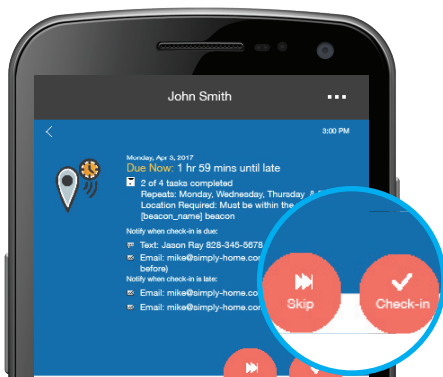 John Smith
3:00 PM
Monday, Apr 3, 2017
Due Now: 1 hr 59 mins until late
2 of 4 tasks completed
Repeats: Monday, Wednesday, Thursday, &
Location Required: Must be within the
[beacon_name] beacon
Notify when check-in is due:
Text: Jason Ray 828-345-5678
Email: mike@simply-home.co
before)
Notify when check-in is late:
Email: mike@simply-home.co
Email: mike@simply-home.co
Skip
Check-in